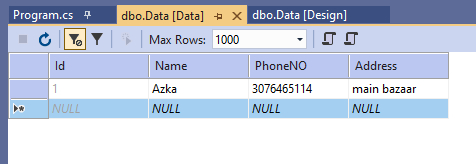 Program.cs dbo.Data [Data] dbo.Data [Design]
Max Rows: 1000
Id Name PhoneNO Address
1 Azka 3076465114 main bazaar
NULL NULL NULL NULL